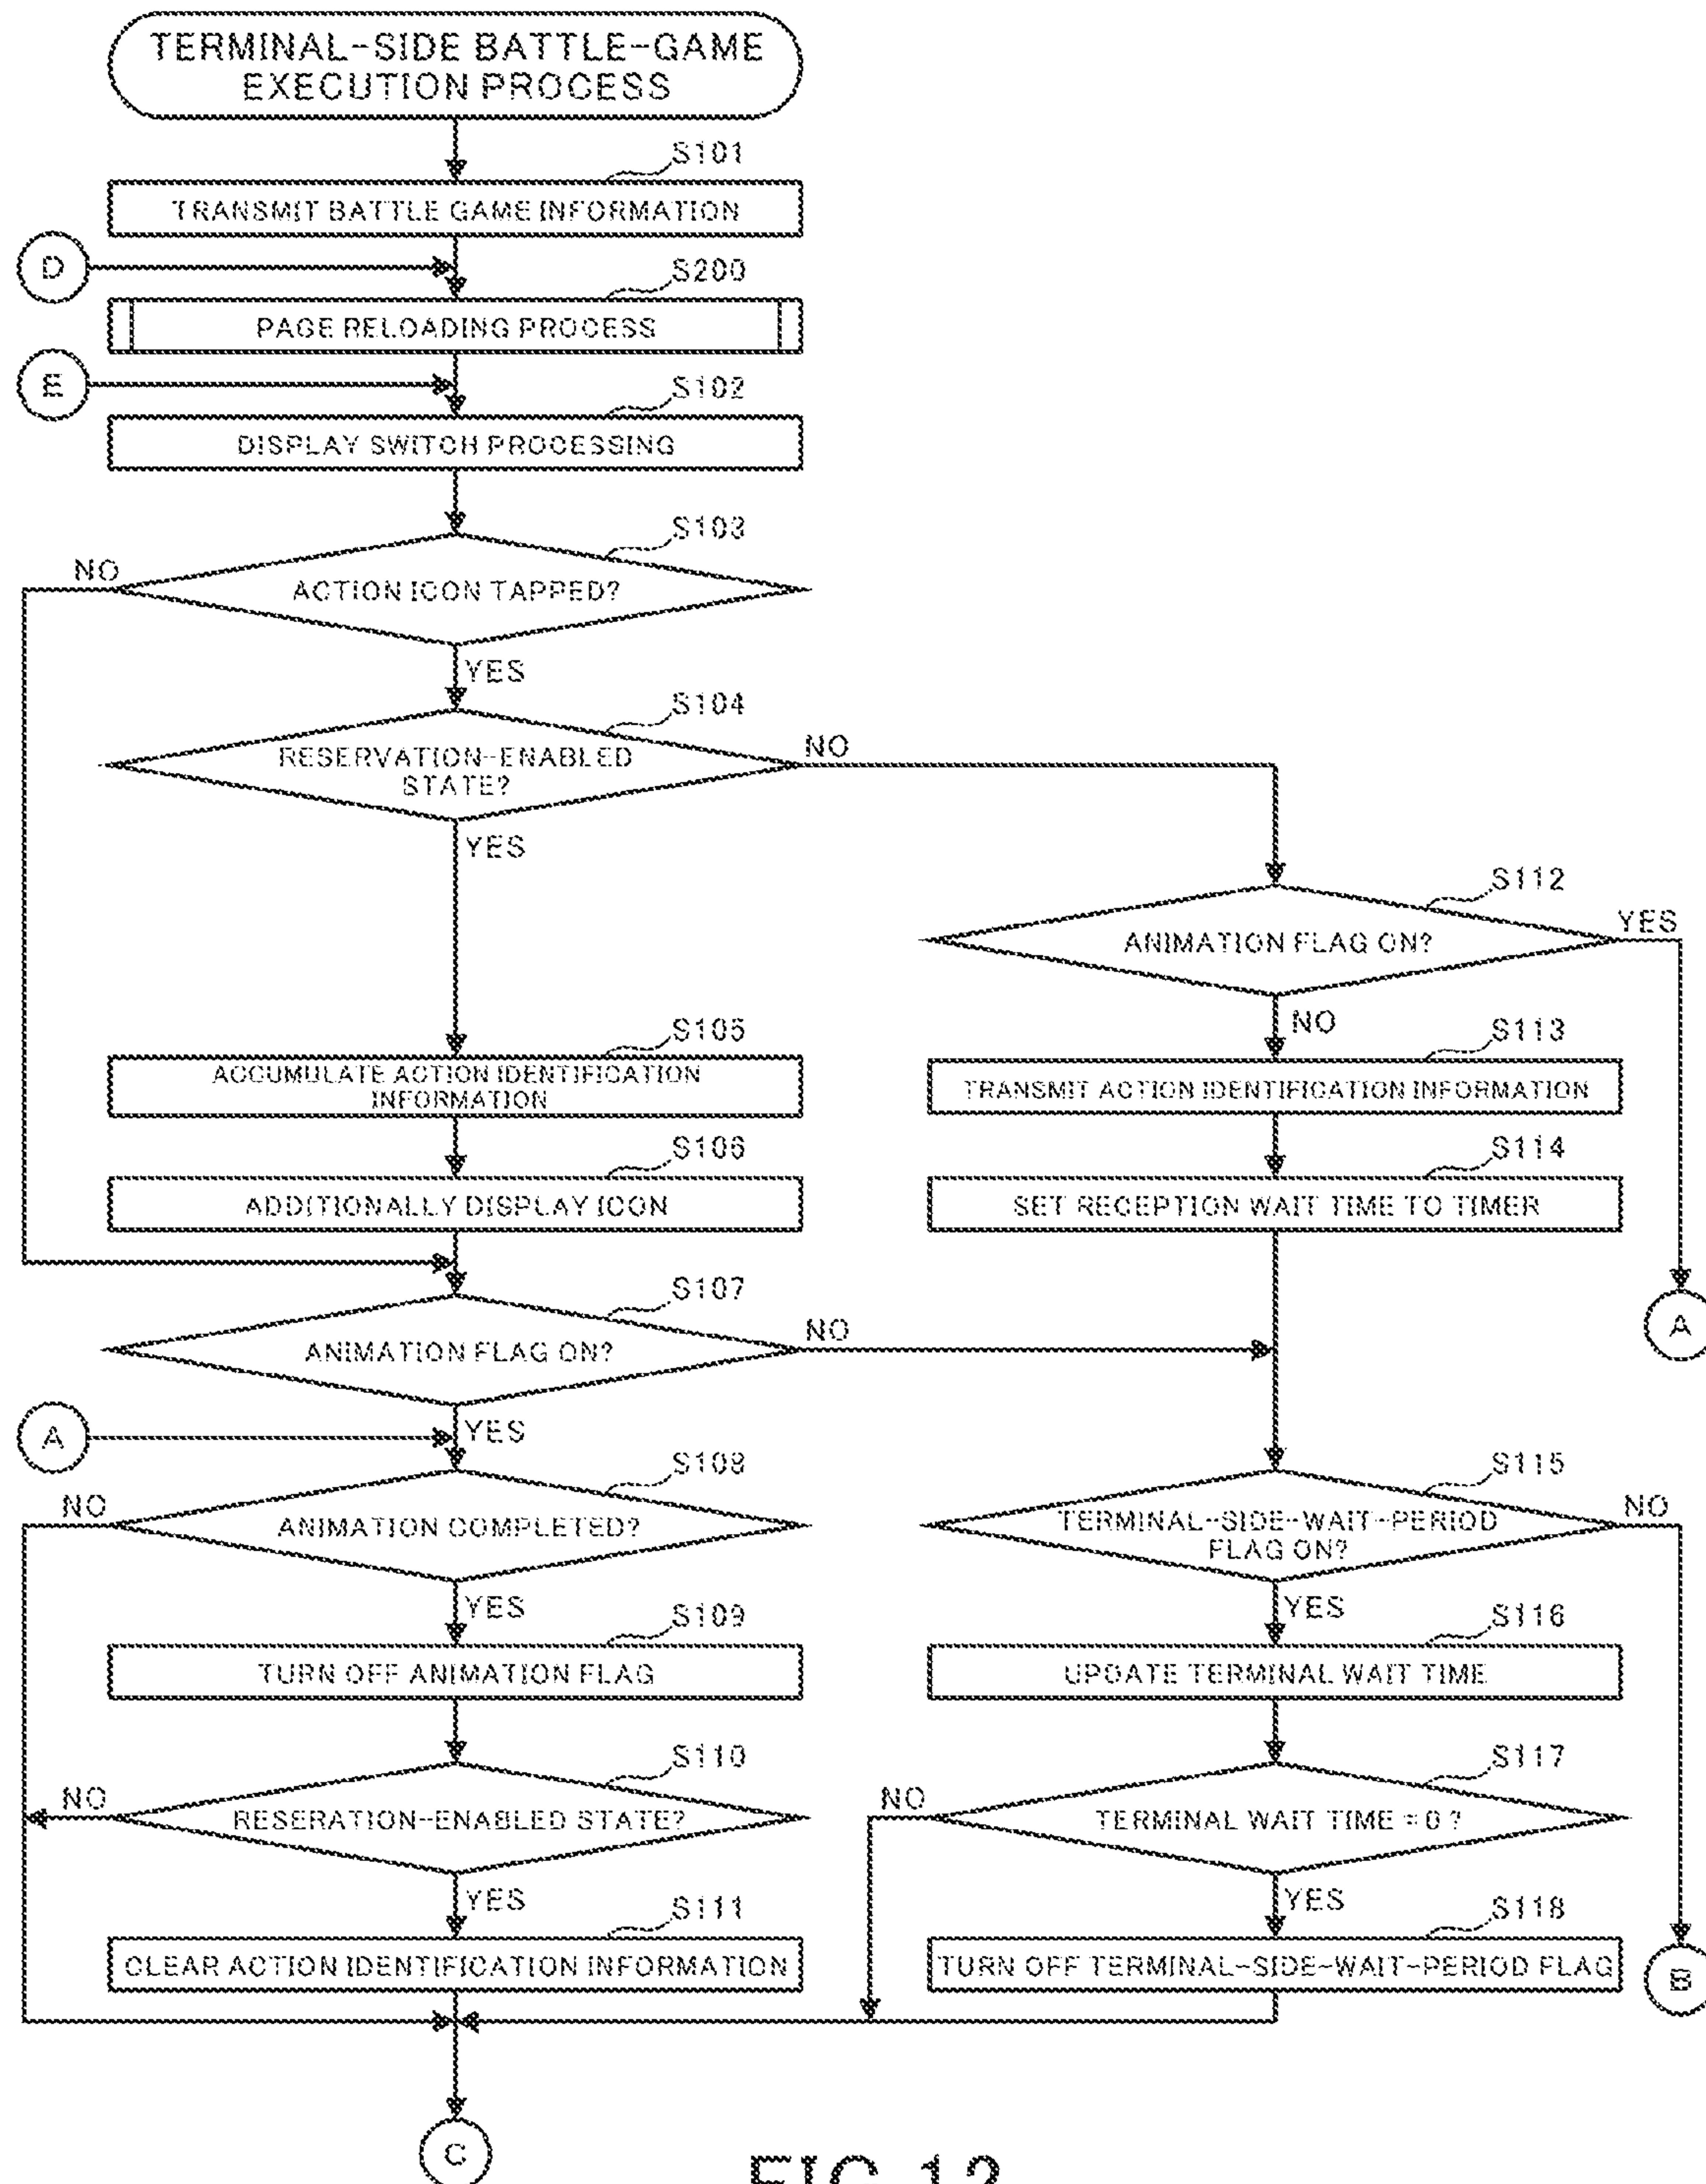 TERMINAL-SIDE BATTLE-GAME
EXECUTION PROCESS
S101
TRANSMIT BATTLE GAME INFORMATION
D
S200
PAGE RELOADING PROCESS
E
S102
DISPLAY SWITCH PROCESSING
S103
NO
ACTION ICON TAPPED?
YES
S104
RESERVATION-ENABLED
STATE?
NO
YES
S112
ANIMATION FLAG ON?
YES
NO
S105
ACCUMULATE ACTION IDENTIFICATION
INFORMATION
S113
TRANSMIT ACTION IDENTIFICATION INFORMATION
S106
ADDITIONALLY DISPLAY ICON
S114
SET RECEPTION WAIT TIME TO TIMER
S107
ANIMATION FLAG ON?
NO
A
YES
A
S108
NO
ANIMATION COMPLETED?
YES
S115
TERMINAL-SIDE-WAIT-PERIOD
FLAG ON?
NO
YES
S109
TURN OFF ANIMATION FLAG
S116
UPDATE TERMINAL WAIT TIME
S110
NO
RESERATION-ENABLED STATE?
YES
S117
NO
TERMINAL WAIT TIME = 0 ?
YES
S111
CLEAR ACTION IDENTIFICATION INFORMATION
S118
TURN OFF TERMINAL-SIDE-WAIT-PERIOD FLAG
B
C
FIG.12